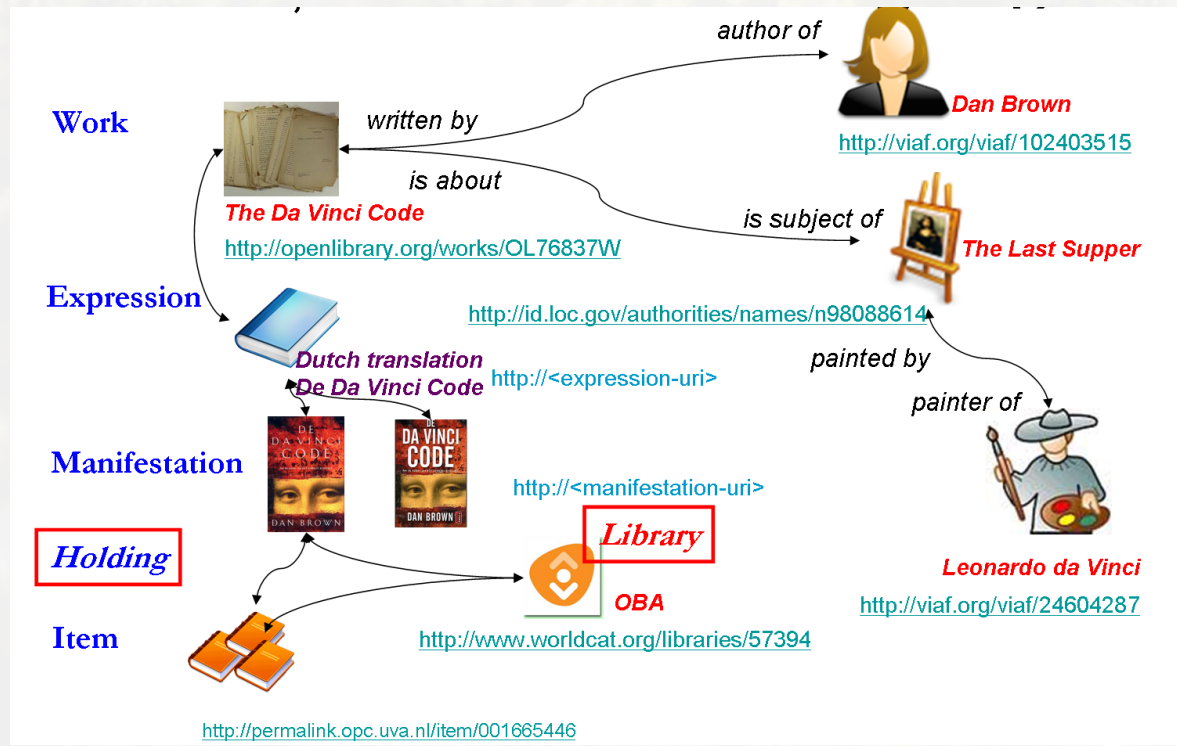 author of
Dan Brown
http://viaf.org/viaf/102403515
Work
written by
is about
The Da Vinci Code
http://openlibrary.org/works/OL76837W
is subject of
The Last Supper
Expression
http://id.loc.gov/authorities/names/n98088614
Dutch translation
De Da Vinci Code
http://<expression-uri>
painted by
painter of
Manifestation
DE
DA VINCI
CODE
DAN BROWN
DE
DA VINCI
CODE
DAN BROWN
http://<manifestation-uri>
Holding
Library
OBA
Leonardo da Vinci
http://viaf.org/viaf/24604287
Item
http://www.worldcat.org/libraries/57394
http://permalink.opc.uva.nl/item/001665446